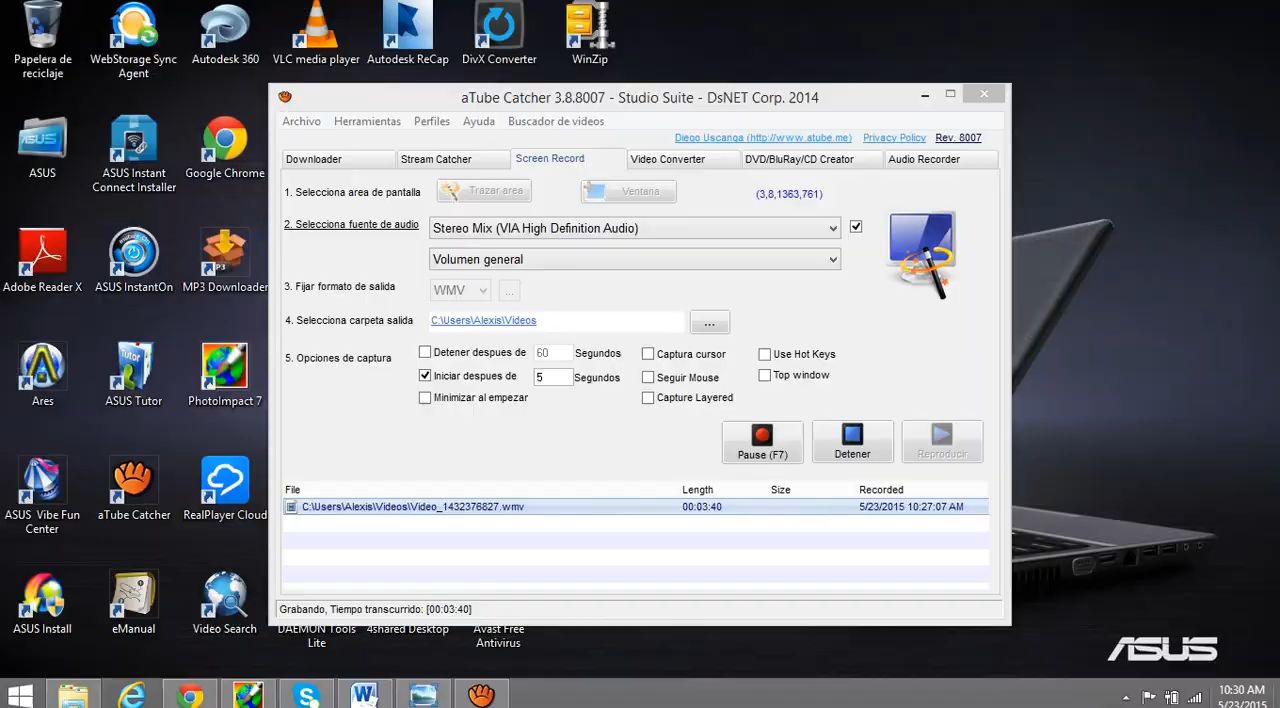 Papelera de
reciclaje
WebStorage Sync
Agent
Autodesk 360
VLC media player
Autodesk ReCap
DivX Converter
WinZip
ASUS
ASUS Instant
Connect Installer
Google Chrome
Adobe Reader X
ASUS InstantOn
MP3 Downloader
Ares
ASUS Tutor
PhotoImpact 7
ASUS Vibe Fun
Center
aTube Catcher
RealPlayer Cloud
ASUS Install
eManual
Video Search
DAEMON Tools
Lite
4shared Desktop
Avast Free
Antivirus
aTube Catcher 3.8.8007 - Studio Suite - DsNET Corp. 2014
Archivo Herramientas Perfiles Ayuda Buscador de videos
Diego Uscanga (http://www.atube.me) Privacy Policy Rev. 8007
Downloader Stream Catcher Screen Record Video Converter DVD/BluRay/CD Creator Audio Recorder
1. Selecciona area de pantalla Trazar area Ventana (3,8,1363,761)
2. Selecciona fuente de audio Stereo Mix (VIA High Definition Audio)
Volumen general
3. Fijar formato de salida WMV ...
4. Selecciona carpeta salida C:\Users\Alexis\Videos ...
5. Opciones de captura Detener despues de 60 Segundos Captura cursor Use Hot Keys
Iniciar despues de 5 Segundos Seguir Mouse Top window
Minimizar al empezar Capture Layered
Pause (F7) Detener Reproducir
File Length Size Recorded
C:\Users\Alexis\Videos\Video_1432376827.wmv 00:03:40 5/23/2015 10:27:07 AM
Grabando, Tiempo transcurrido: [00:03:40]
ASUS
10:30 AM
5/23/2015